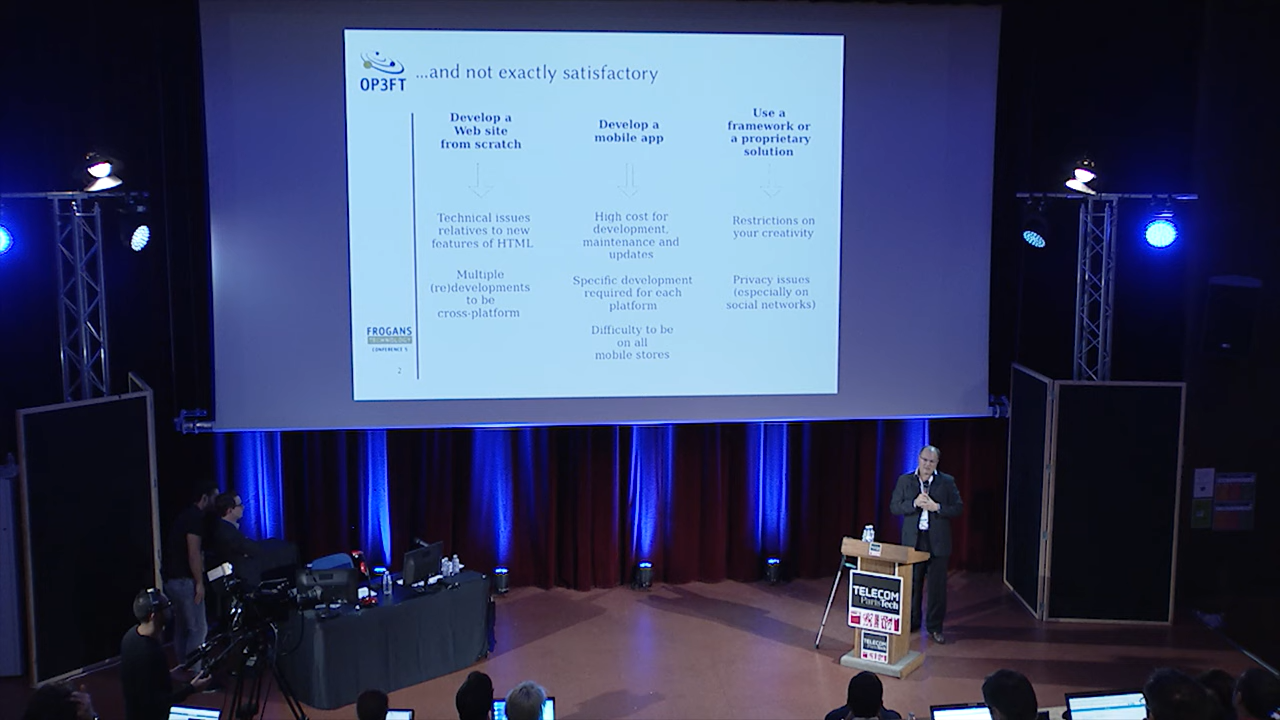 OP3FT
...and not exactly satisfactory
Develop a
Web site
from scratch
Technical issues
relatives to new
features of HTML
Multiple
(re)developments
to be
cross-platform
Develop a
mobile app
High cost for
development,
maintenance and
updates
Specific development
required for each
platform
Difficulty to be
on all
mobile stores
Use a
framework or
a proprietary
solution
Restrictions on
your creativity
Privacy issues
(especially on
social networks)
FROGANS
TECHNOLOGY
CONFERENCE 5
2
TELECOM
ParisTech
TELECOM